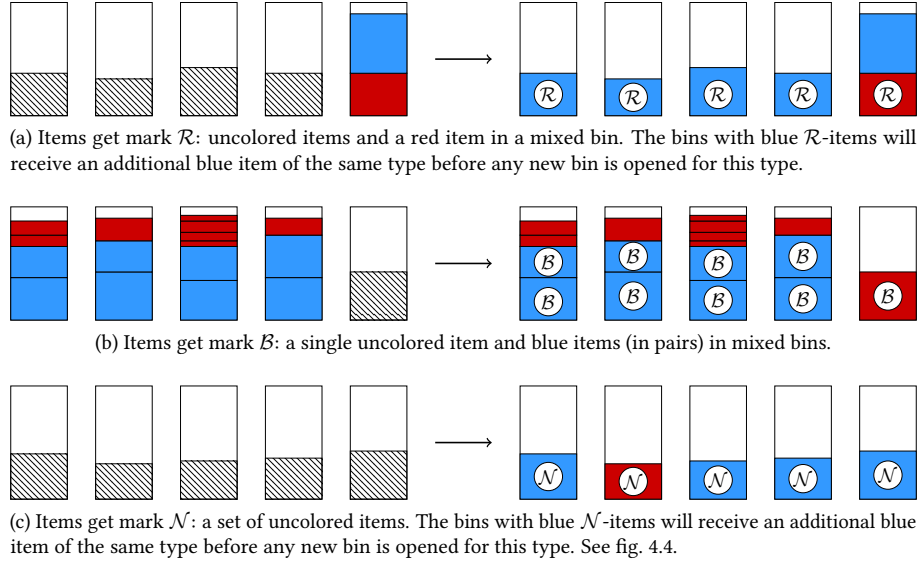 ℛ ℛ ℛ ℛ ℛ
(a) Items get mark ℛ: uncolored items and a red item in a mixed bin. The bins with blue ℛ-items will
receive an additional blue item of the same type before any new bin is opened for this type.
ℬ ℬ ℬ ℬ
ℬ ℬ ℬ ℬ ℬ
(b) Items get mark ℬ: a single uncolored item and blue items (in pairs) in mixed bins.
𝒩 𝒩 𝒩 𝒩 𝒩
(c) Items get mark 𝒩: a set of uncolored items. The bins with blue 𝒩-items will receive an additional blue
item of the same type before any new bin is opened for this type. See fig. 4.4.